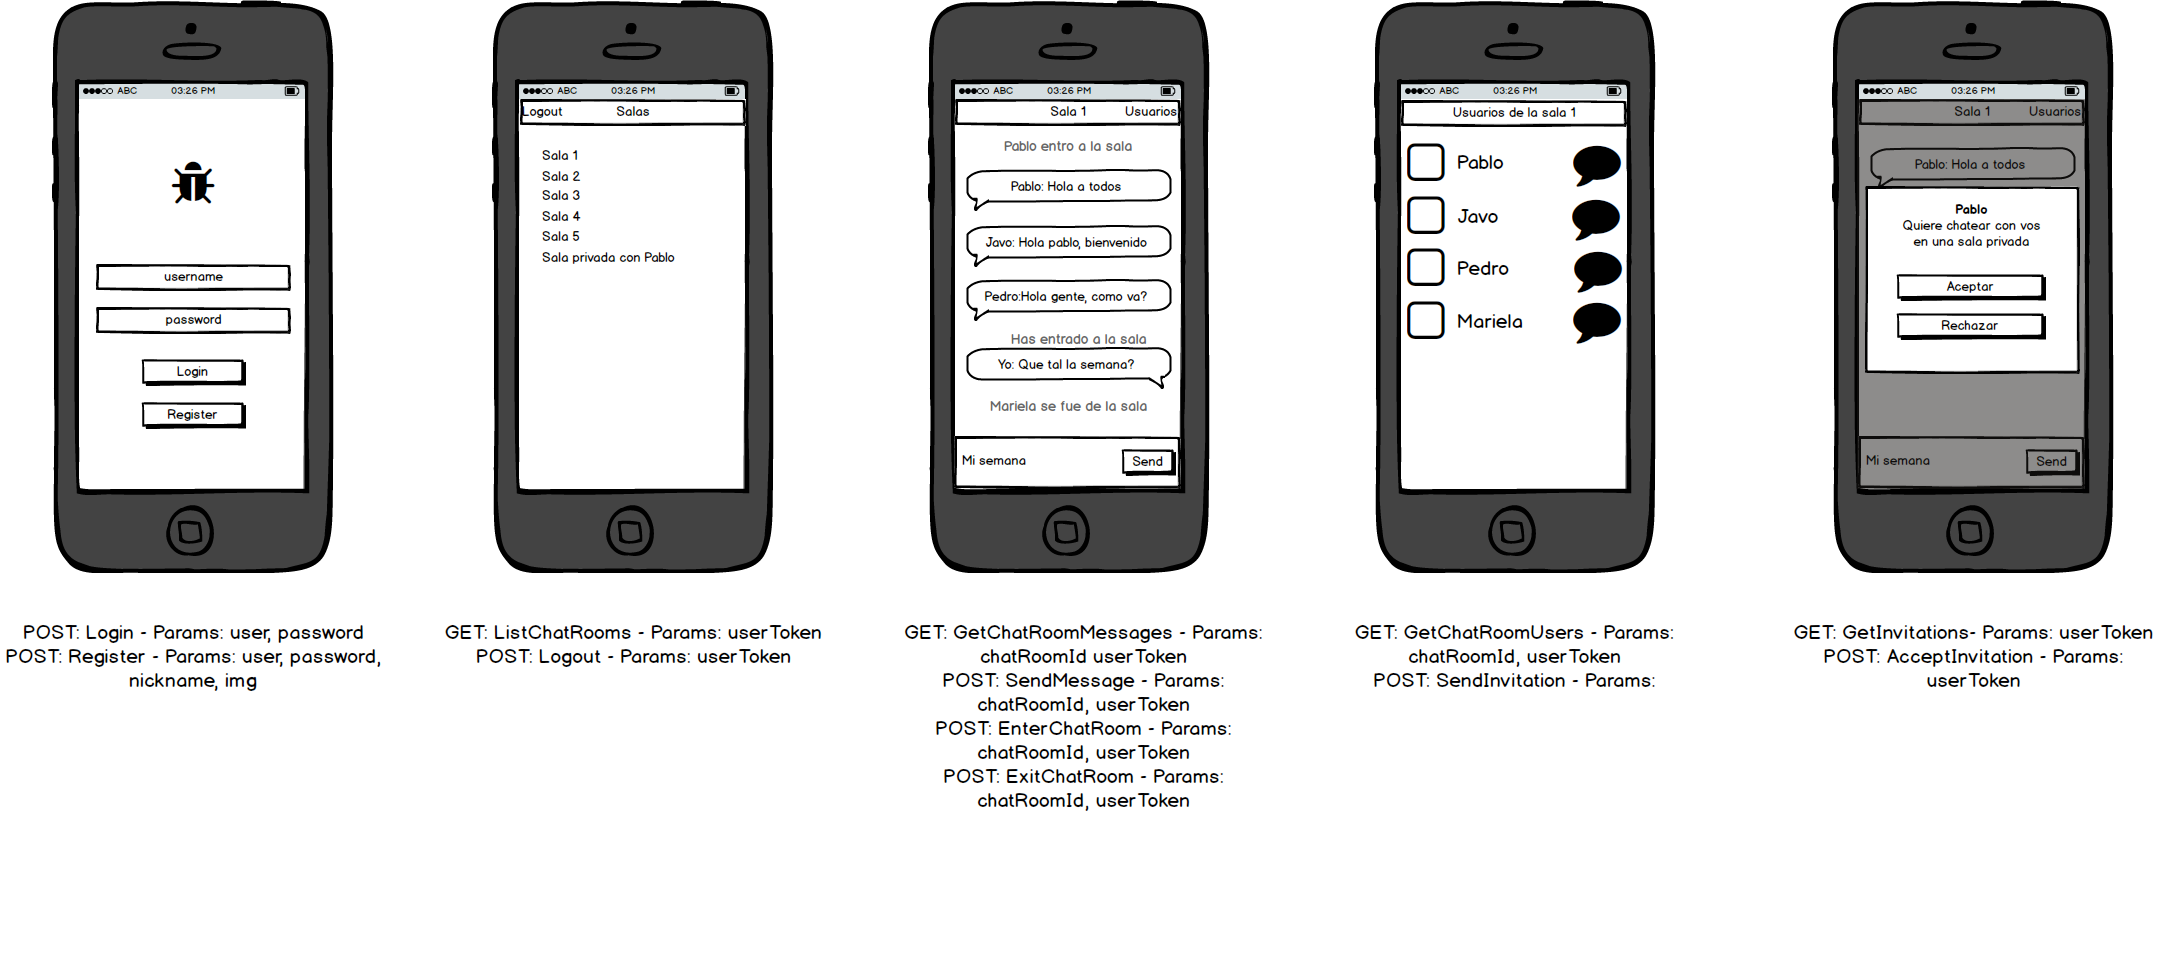 ABC 03:26 PM
username
password
Login
Register
POST: Login - Params: user, password
POST: Register - Params: user, password,
nickname, img
ABC 03:26 PM
Logout Salas
Sala 1
Sala 2
Sala 3
Sala 4
Sala 5
Sala privada con Pablo
GET: ListChatRooms - Params: userToken
POST: Logout - Params: userToken
ABC 03:26 PM
Sala 1 Usuarios
Pablo entro a la sala
Pablo: Hola a todos
Javo: Hola pablo, bienvenido
Pedro:Hola gente, como va?
Has entrado a la sala
Yo: Que tal la semana?
Mariela se fue de la sala
Mi semana Send
GET: GetChatRoomMessages - Params:
chatRoomId userToken
POST: SendMessage - Params:
chatRoomId, userToken
POST: EnterChatRoom - Params:
chatRoomId, userToken
POST: ExitChatRoom - Params:
chatRoomId, userToken
ABC 03:26 PM
Usuarios de la sala 1
Pablo
Javo
Pedro
Mariela
GET: GetChatRoomUsers - Params:
chatRoomId, userToken
POST: SendInvitation - Params:
ABC 03:26 PM
Sala 1 Usuarios
Pablo: Hola a todos
Pablo
Quiere chatear con vos
en una sala privada
Aceptar
Rechazar
Mi semana Send
GET: GetInvitations- Params: userToken
POST: AcceptInvitation - Params:
userToken